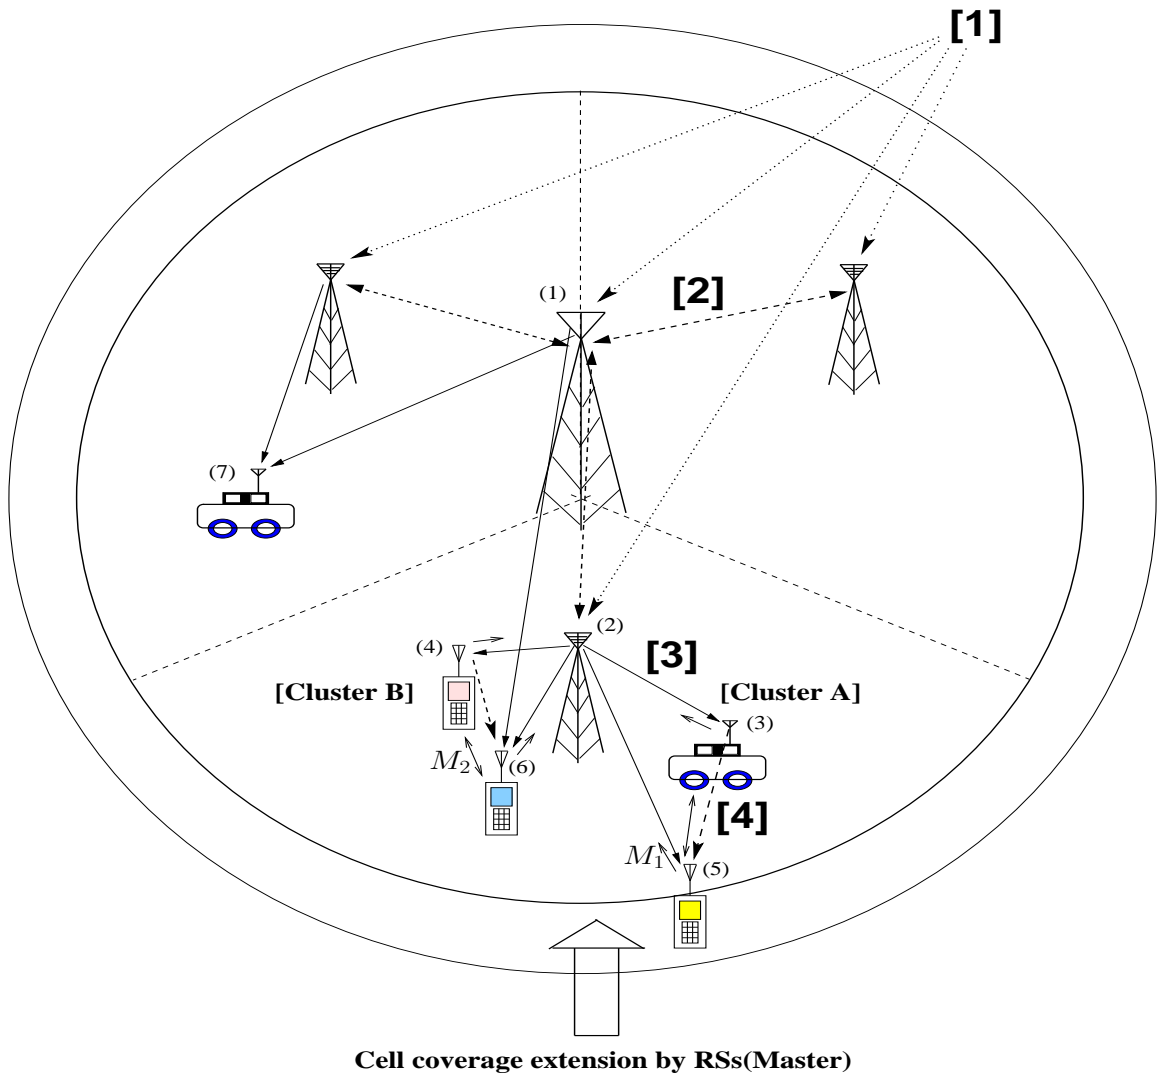 [1]
(1)
[2]
(7)
(2)
(4)
[3]
[Cluster B]
[Cluster A]
(3)
M2
(6)
[4]
M1
(5)
Cell coverage extension by RSs(Master)